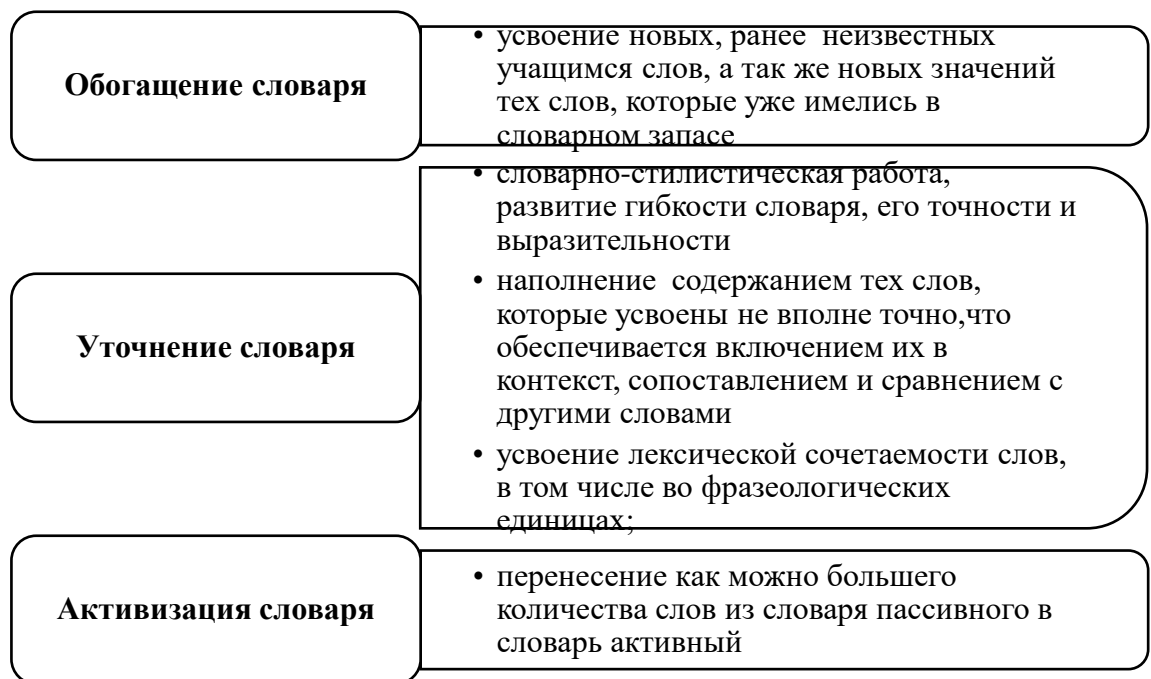 Обогащение словаря
• усвоение новых, ранее  неизвестных
учащимся слов, а так же новых значений
тех слов, которые уже имелись в
словарном запасе
Уточнение словаря
• словарно-стилистическая работа,
развитие гибкости словаря, его точности и
выразительности
• наполнение  содержанием тех слов,
которые усвоены не вполне точно,что
обеспечивается включением их в
контекст, сопоставлением и сравнением с
другими словами
• усвоение лексической сочетаемости слов,
в том числе во фразеологических
единицах;
Активизация словаря
• перенесение как можно большего
количества слов из словаря пассивного в
словарь активный